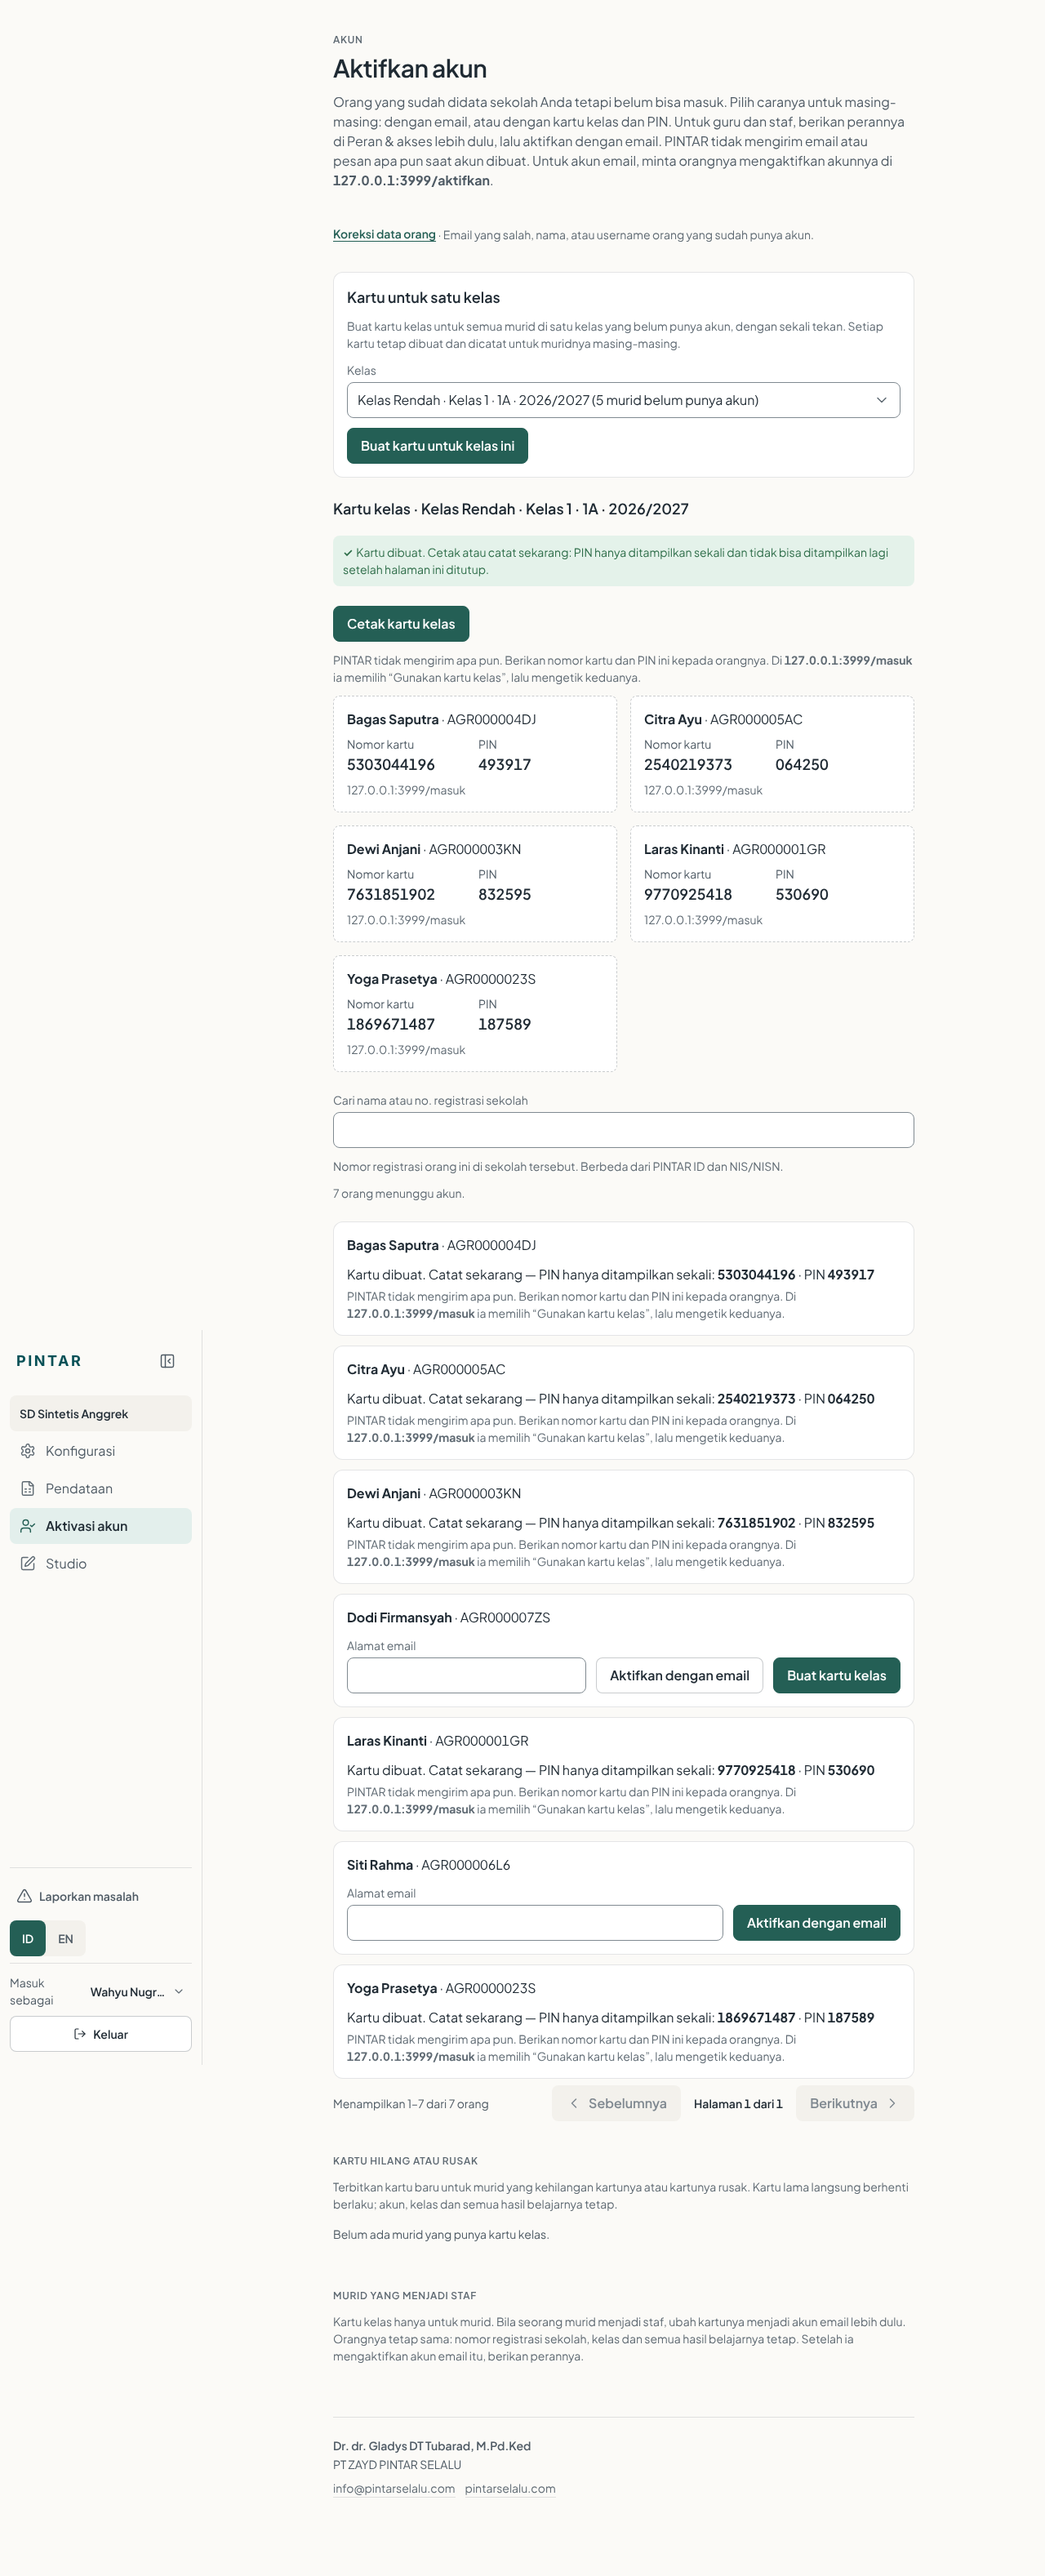 AKUN
Aktifkan akun
Orang yang sudah didata sekolah Anda tetapi belum bisa masuk. Pilih caranya untuk masing-
masing: dengan email, atau dengan kartu kelas dan PIN. Untuk guru dan staf, berikan perannya
di Peran & akses lebih dulu, lalu aktifkan dengan email. PINTAR tidak mengirim email atau
pesan apa pun saat akun dibuat. Untuk akun email, minta orangnya mengaktifkan akunnya di
127.0.0.1:3999/aktifkan.
Koreksi data orang · Email yang salah, nama, atau username orang yang sudah punya akun.
Kartu untuk satu kelas
Buat kartu kelas untuk semua murid di satu kelas yang belum punya akun, dengan sekali tekan. Setiap
kartu tetap dibuat dan dicatat untuk muridnya masing-masing.
Kelas
Kelas Rendah · Kelas 1 · 1A · 2026/2027 (5 murid belum punya akun)
Buat kartu untuk kelas ini
Kartu kelas · Kelas Rendah · Kelas 1 · 1A · 2026/2027
✓ Kartu dibuat. Cetak atau catat sekarang: PIN hanya ditampilkan sekali dan tidak bisa ditampilkan lagi
setelah halaman ini ditutup.
Cetak kartu kelas
PINTAR tidak mengirim apa pun. Berikan nomor kartu dan PIN ini kepada orangnya. Di 127.0.0.1:3999/masuk
ia memilih “Gunakan kartu kelas”, lalu mengetik keduanya.
Bagas Saputra · AGR000004DJ
Nomor kartu PIN
5303044196 493917
127.0.0.1:3999/masuk
Citra Ayu · AGR000005AC
Nomor kartu PIN
2540219373 064250
127.0.0.1:3999/masuk
Dewi Anjani · AGR000003KN
Nomor kartu PIN
7631851902 832595
127.0.0.1:3999/masuk
Laras Kinanti · AGR000001GR
Nomor kartu PIN
9770925418 530690
127.0.0.1:3999/masuk
Yoga Prasetya · AGR0000023S
Nomor kartu PIN
1869671487 187589
127.0.0.1:3999/masuk
Cari nama atau no. registrasi sekolah
Nomor registrasi orang ini di sekolah tersebut. Berbeda dari PINTAR ID dan NIS/NISN.
7 orang menunggu akun.
Bagas Saputra · AGR000004DJ
Kartu dibuat. Catat sekarang — PIN hanya ditampilkan sekali: 5303044196 · PIN 493917
PINTAR tidak mengirim apa pun. Berikan nomor kartu dan PIN ini kepada orangnya. Di
127.0.0.1:3999/masuk ia memilih “Gunakan kartu kelas”, lalu mengetik keduanya.
Citra Ayu · AGR000005AC
Kartu dibuat. Catat sekarang — PIN hanya ditampilkan sekali: 2540219373 · PIN 064250
PINTAR tidak mengirim apa pun. Berikan nomor kartu dan PIN ini kepada orangnya. Di
127.0.0.1:3999/masuk ia memilih “Gunakan kartu kelas”, lalu mengetik keduanya.
Dewi Anjani · AGR000003KN
Kartu dibuat. Catat sekarang — PIN hanya ditampilkan sekali: 7631851902 · PIN 832595
PINTAR tidak mengirim apa pun. Berikan nomor kartu dan PIN ini kepada orangnya. Di
127.0.0.1:3999/masuk ia memilih “Gunakan kartu kelas”, lalu mengetik keduanya.
Dodi Firmansyah · AGR000007ZS
Alamat email
Aktifkan dengan email
Buat kartu kelas
Laras Kinanti · AGR000001GR
Kartu dibuat. Catat sekarang — PIN hanya ditampilkan sekali: 9770925418 · PIN 530690
PINTAR tidak mengirim apa pun. Berikan nomor kartu dan PIN ini kepada orangnya. Di
127.0.0.1:3999/masuk ia memilih “Gunakan kartu kelas”, lalu mengetik keduanya.
Siti Rahma · AGR000006L6
Alamat email
Aktifkan dengan email
Yoga Prasetya · AGR0000023S
Kartu dibuat. Catat sekarang — PIN hanya ditampilkan sekali: 1869671487 · PIN 187589
PINTAR tidak mengirim apa pun. Berikan nomor kartu dan PIN ini kepada orangnya. Di
127.0.0.1:3999/masuk ia memilih “Gunakan kartu kelas”, lalu mengetik keduanya.
Menampilkan 1–7 dari 7 orang
Sebelumnya
Halaman 1 dari 1
Berikutnya
KARTU HILANG ATAU RUSAK
Terbitkan kartu baru untuk murid yang kehilangan kartunya atau kartunya rusak. Kartu lama langsung berhenti
berlaku; akun, kelas dan semua hasil belajarnya tetap.
Belum ada murid yang punya kartu kelas.
MURID YANG MENJADI STAF
Kartu kelas hanya untuk murid. Bila seorang murid menjadi staf, ubah kartunya menjadi akun email lebih dulu.
Orangnya tetap sama: nomor registrasi sekolah, kelas dan semua hasil belajarnya tetap. Setelah ia
mengaktifkan akun email itu, berikan perannya.
Dr. dr. Gladys DT Tubarad, M.Pd.Ked
PT ZAYD PINTAR SELALU
info@pintarselalu.com pintarselalu.com
PINTAR
SD Sintetis Anggrek
Konfigurasi
Pendataan
Aktivasi akun
Studio
Laporkan masalah
ID EN
Masuk
sebagai
Wahyu Nugr...
Keluar